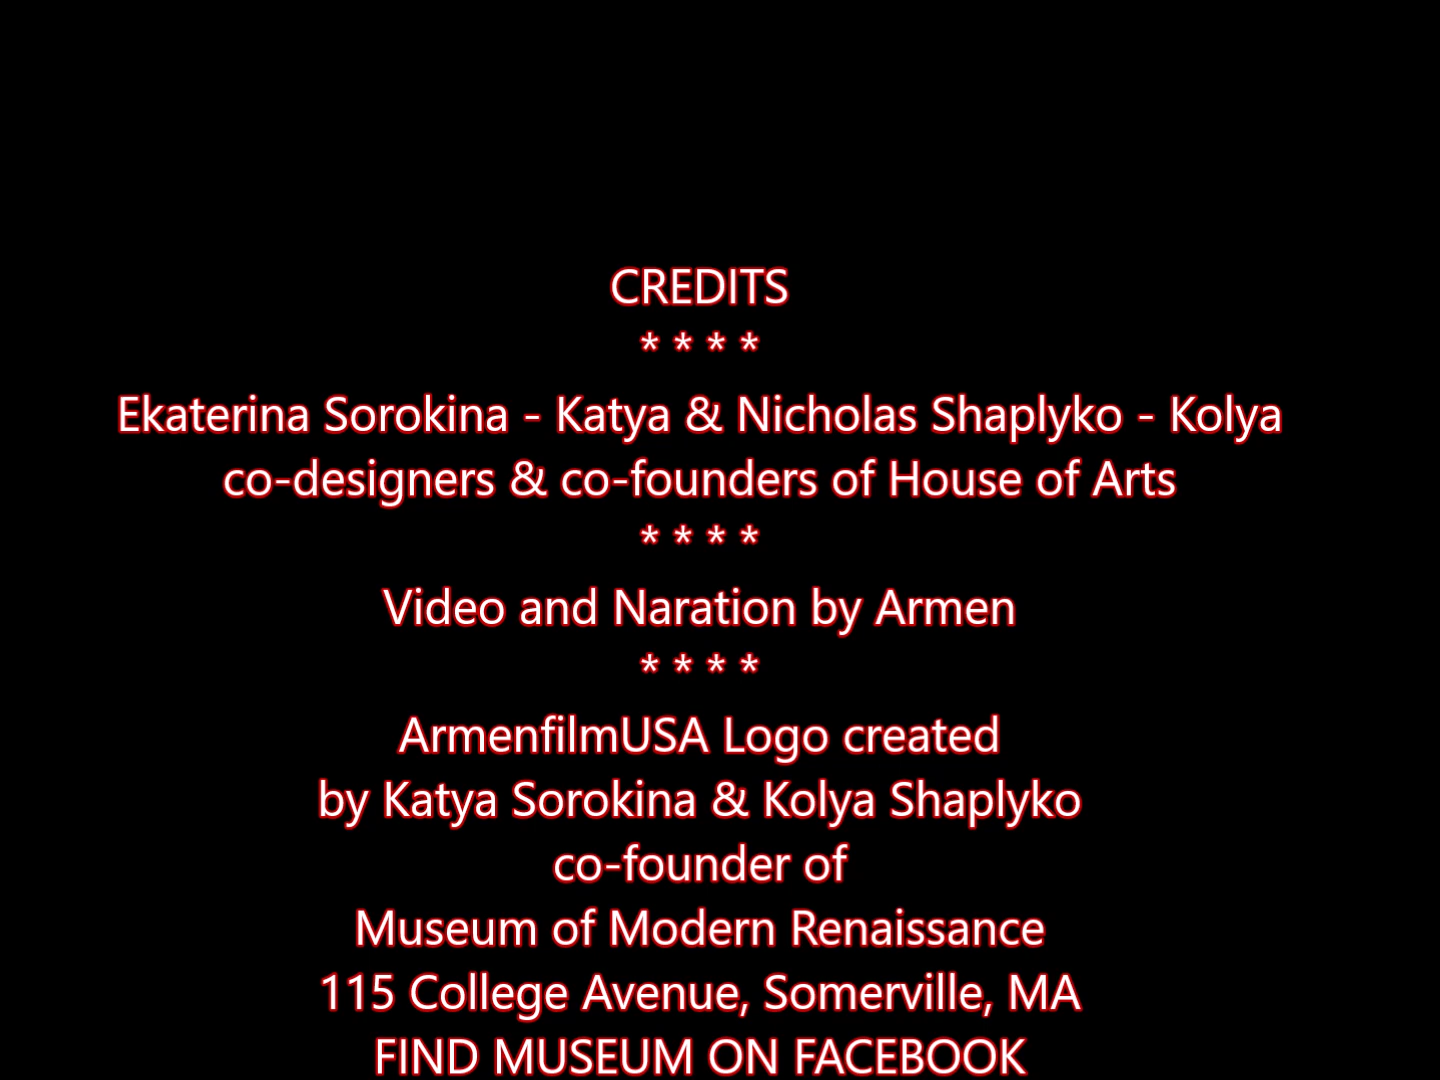 CREDITS
* * * *
Ekaterina Sorokina - Katya & Nicholas Shaplyko - Kolya
co-designers & co-founders of House of Arts
* * * *
Video and Naration by Armen
* * * *
ArmenfilmUSA Logo created
by Katya Sorokina & Kolya Shaplyko
co-founder of
Museum of Modern Renaissance
115 College Avenue, Somerville, MA
FIND MUSEUM ON FACEBOOK